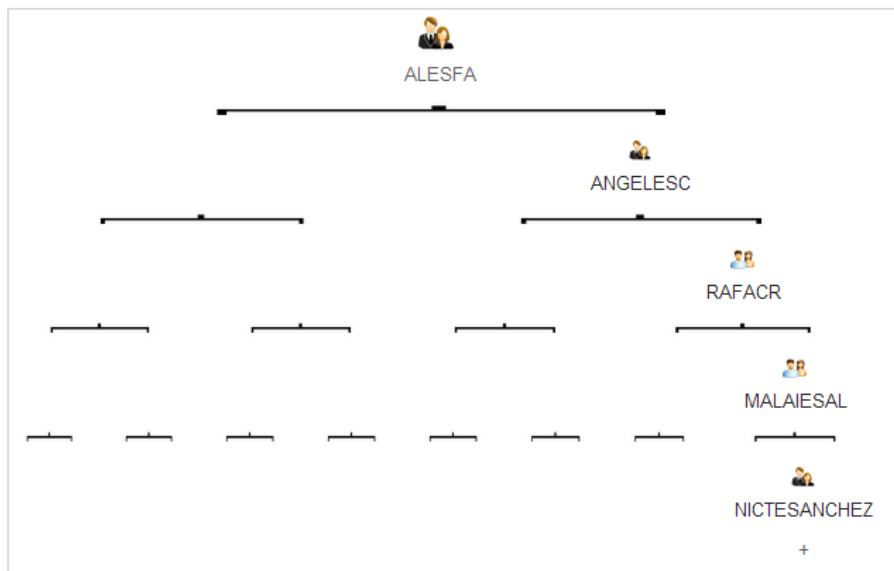 ALESFA
ANGELESC
RAFACR
MALAIESAL
NICTESANCHEZ
+